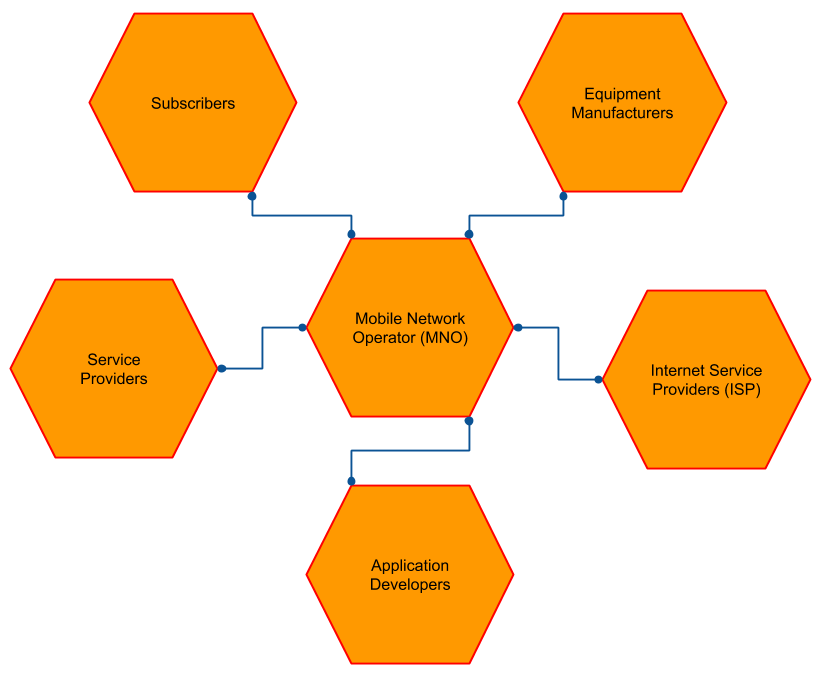 Subscribers
Equipment
Manufacturers
Mobile Network
Operator (MNO)
Service
Providers
Internet Service
Providers (ISP)
Application
Developers